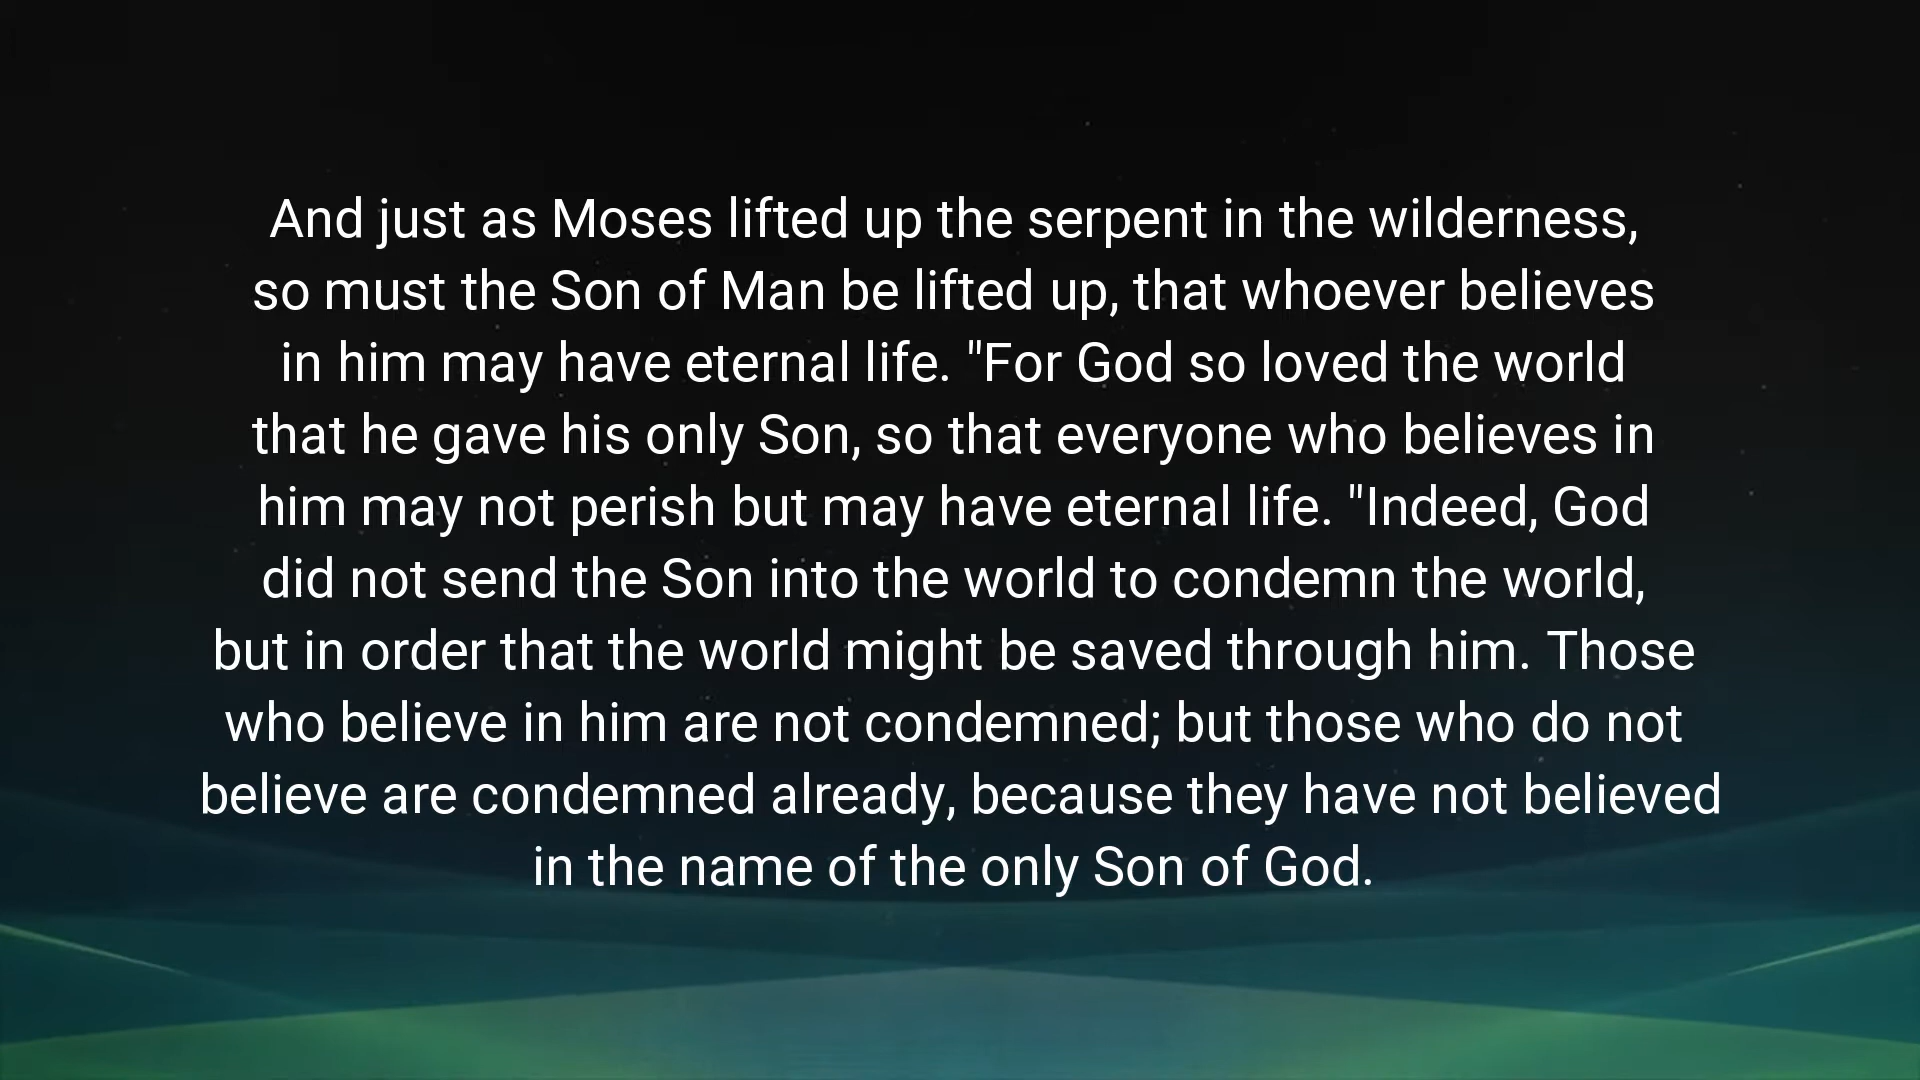 And just as Moses lifted up the serpent in the wilderness,
so must the Son of Man be lifted up, that whoever believes
in him may have eternal life. "For God so loved the world
that he gave his only Son, so that everyone who believes in
him may not perish but may have eternal life. "Indeed, God
did not send the Son into the world to condemn the world,
but in order that the world might be saved through him. Those
who believe in him are not condemned; but those who do not
believe are condemned already, because they have not believed
in the name of the only Son of God.